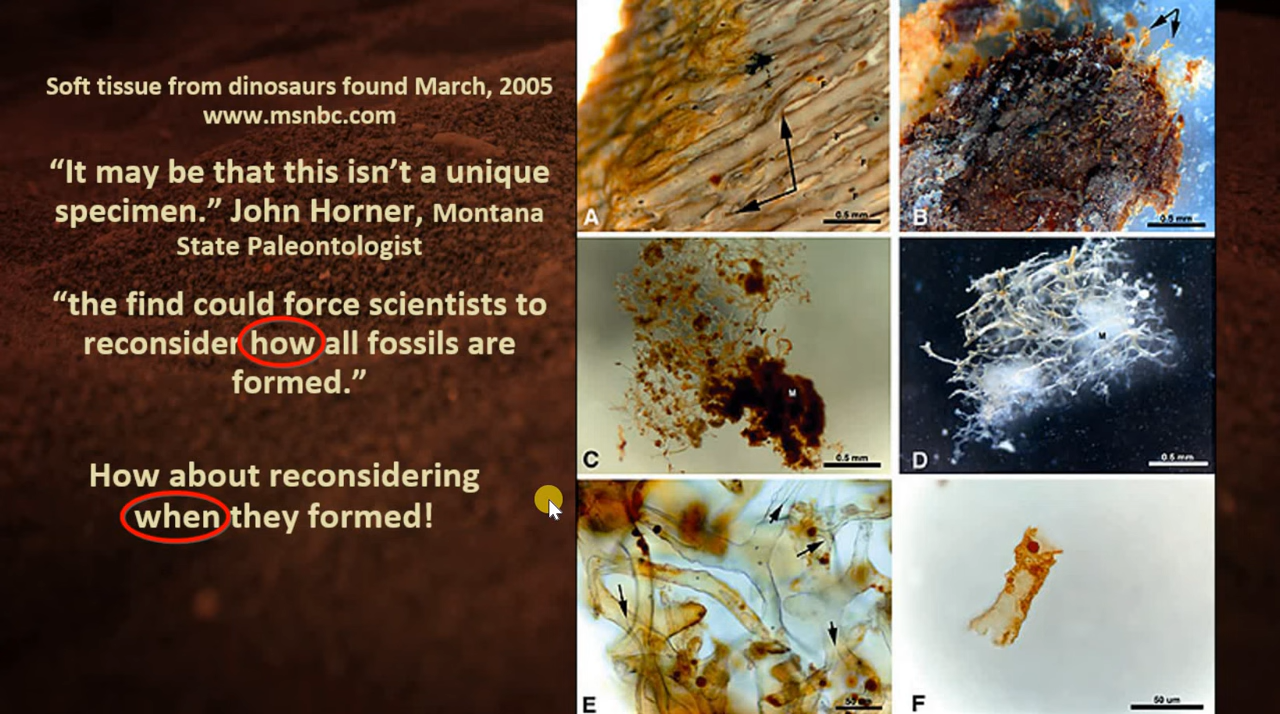 Soft tissue from dinosaurs found March, 2005
www.msnbc.com
“It may be that this isn’t a unique
specimen.” John Horner, Montana
State Paleontologist
“the find could force scientists to
reconsider how all fossils are
formed.”
How about reconsidering
when they formed!
A
0.5 mm
B
0.5 mm
C
M
0.5 mm
D
M
0.5 mm
E
F
50 um